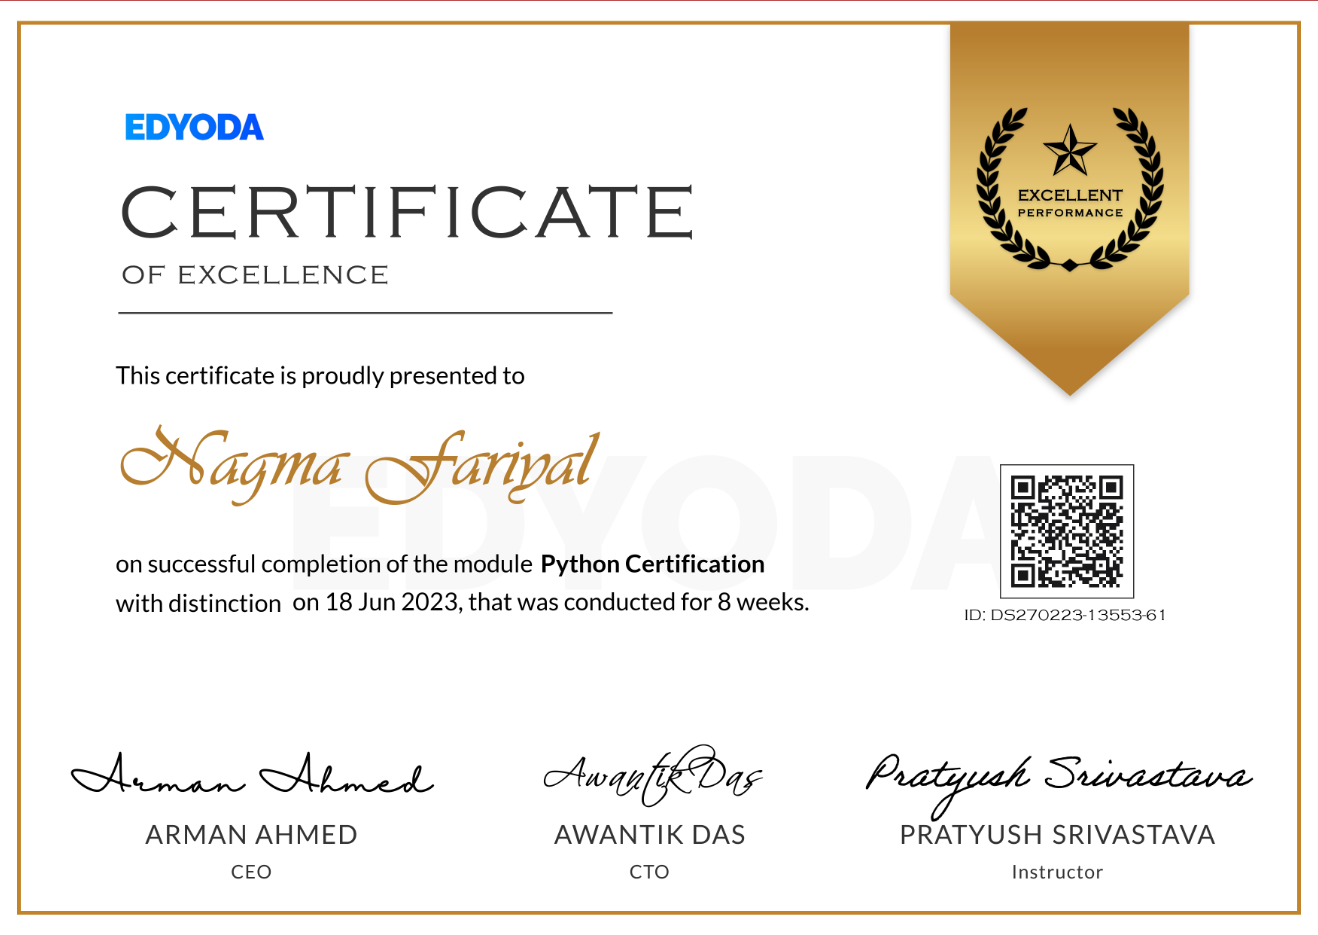 EDYODA
CERTIFICATE
OF EXCELLENCE
EXCELLENT
PERFORMANCE
This certificate is proudly presented to
Nagma Fariyal
EDYODA
on successful completion of the module Python Certification
with distinction on 18 Jun 2023, that was conducted for 8 weeks.
ID: DS270223-13553-61
Arman Ahmed
ARMAN AHMED
CEO
Awantik Das
AWANTIK DAS
CTO
Pratyush Srivastava
PRATYUSH SRIVASTAVA
Instructor